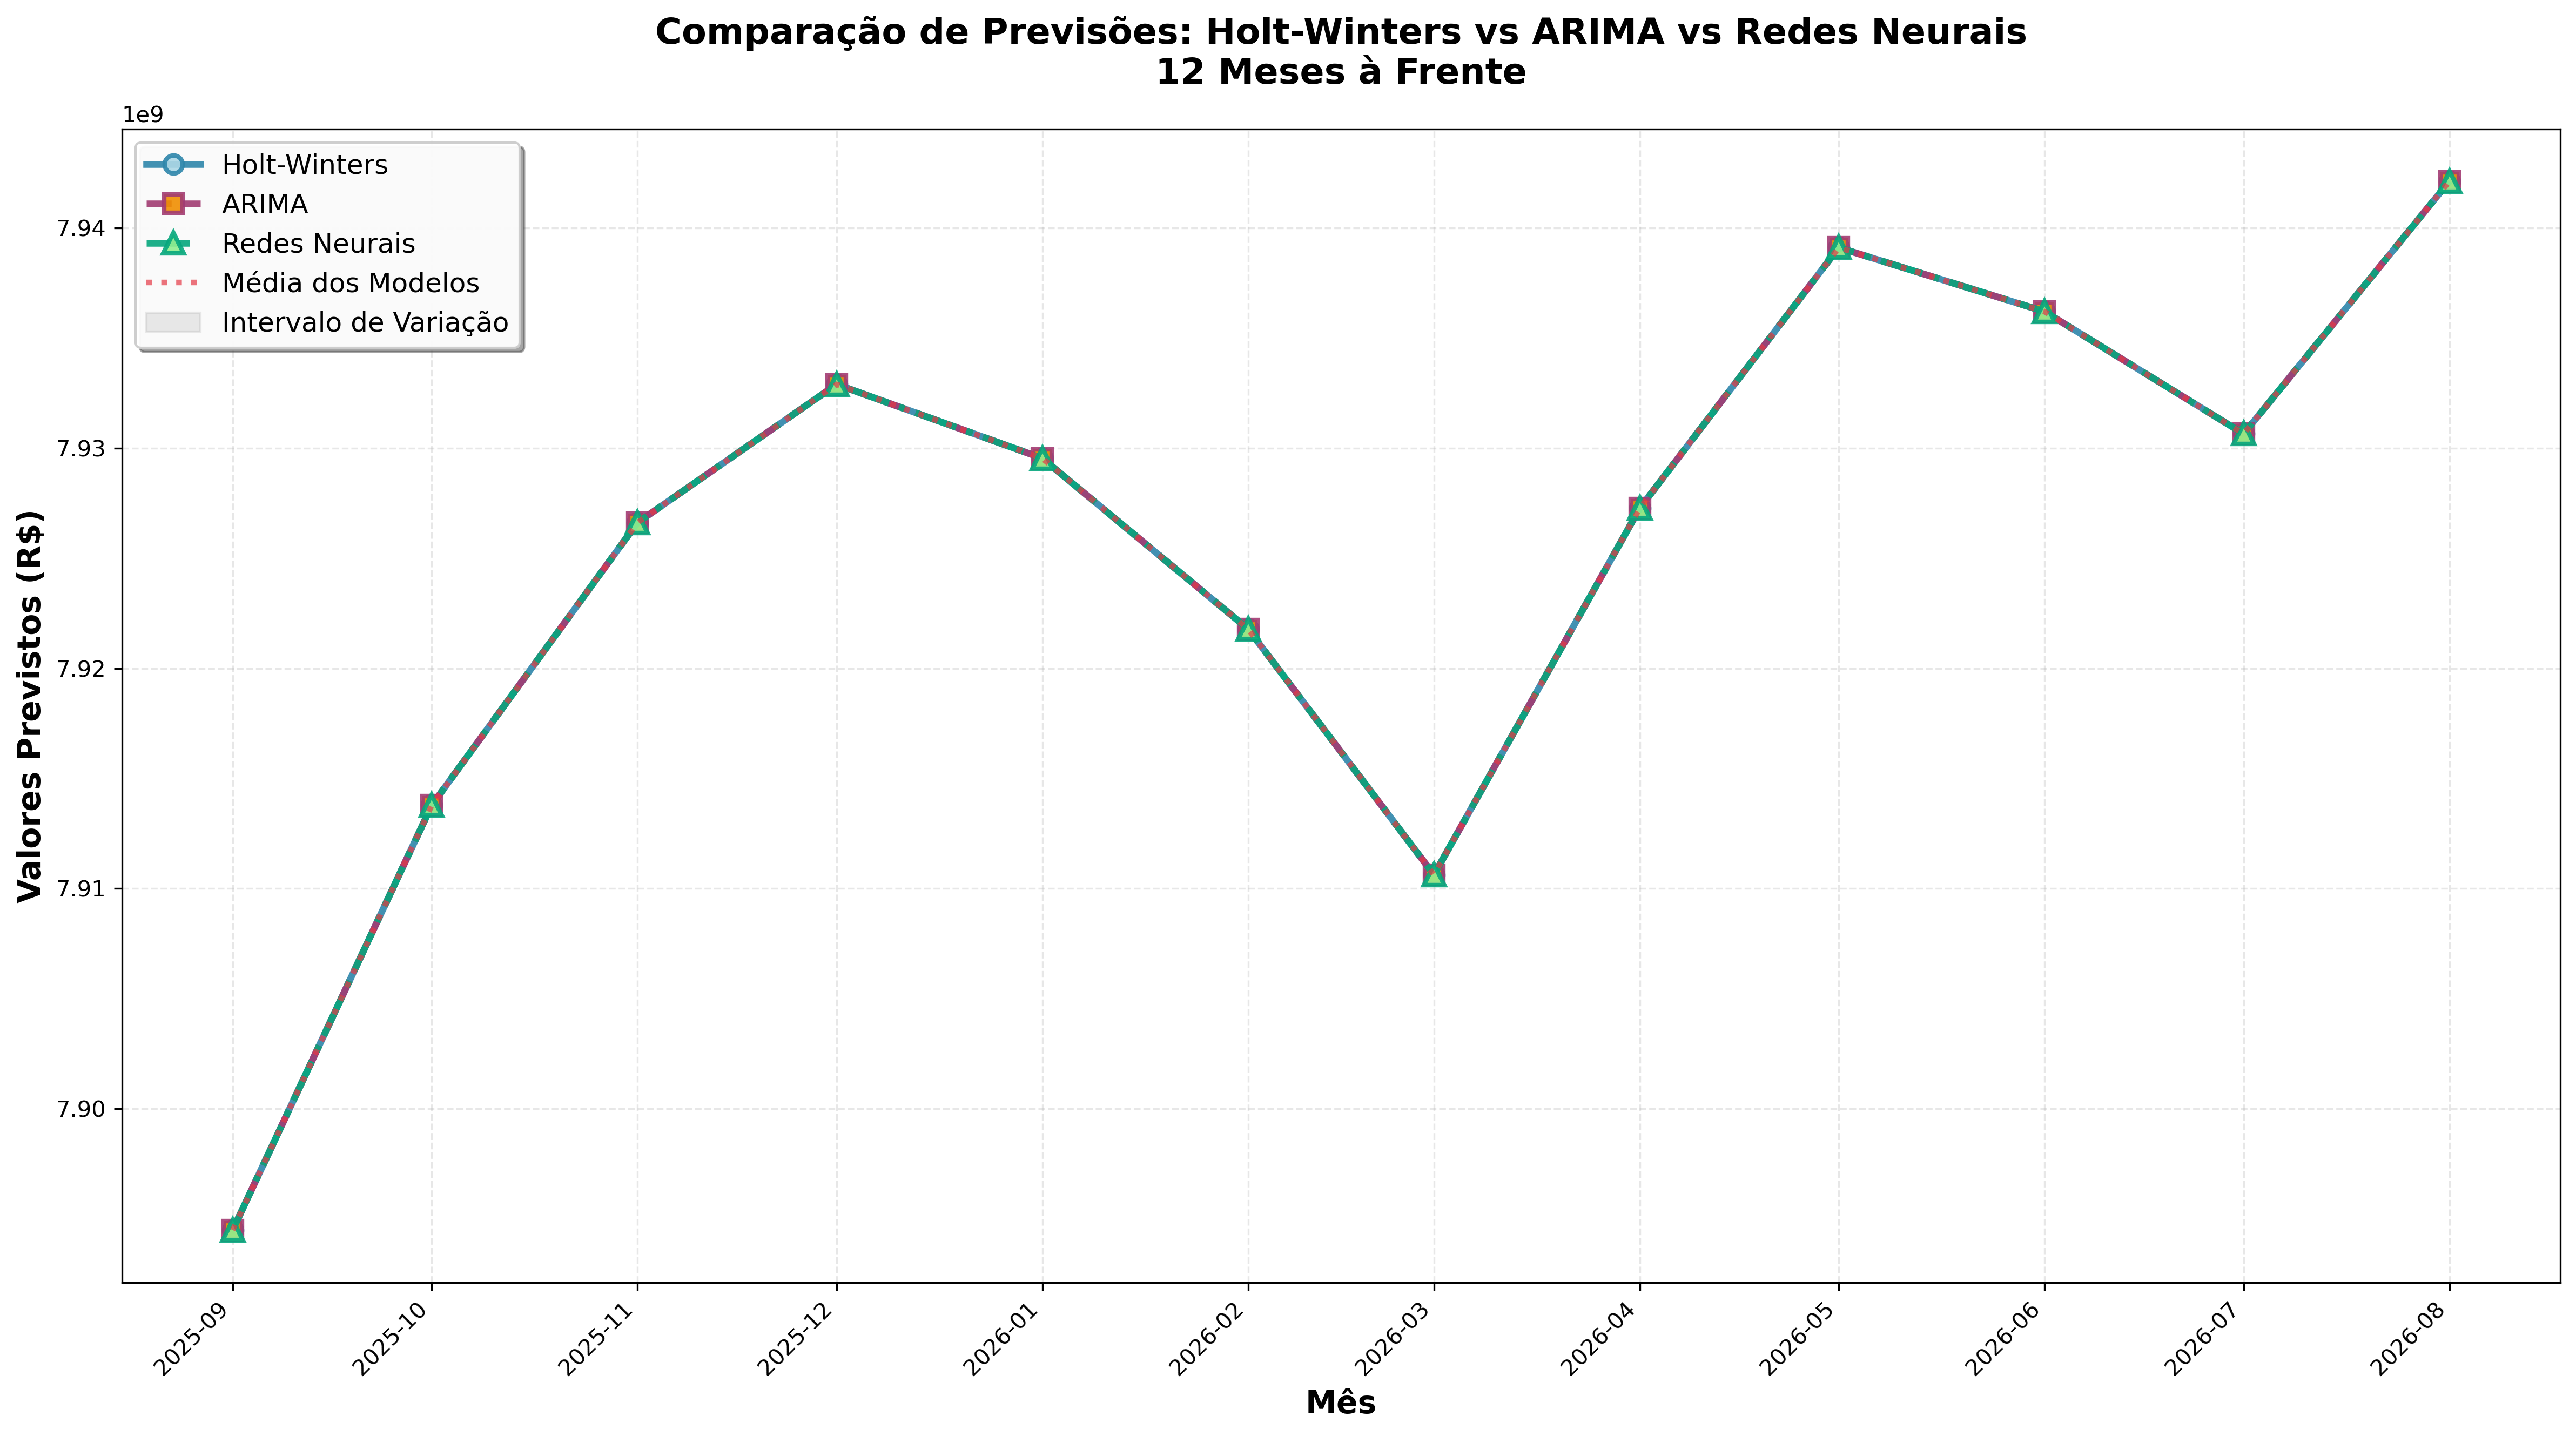 Comparação de Previsões: Holt-Winters vs ARIMA vs Redes Neurais
12 Meses à Frente
1e9
Holt-Winters
ARIMA
Redes Neurais
Média dos Modelos
Intervalo de Variação
7.94
7.93
7.92
7.91
7.90
Valores Previstos (R$)
2025-09
2025-10
2025-11
2025-12
2026-01
2026-02
2026-03
2026-04
2026-05
2026-06
2026-07
2026-08
Mês